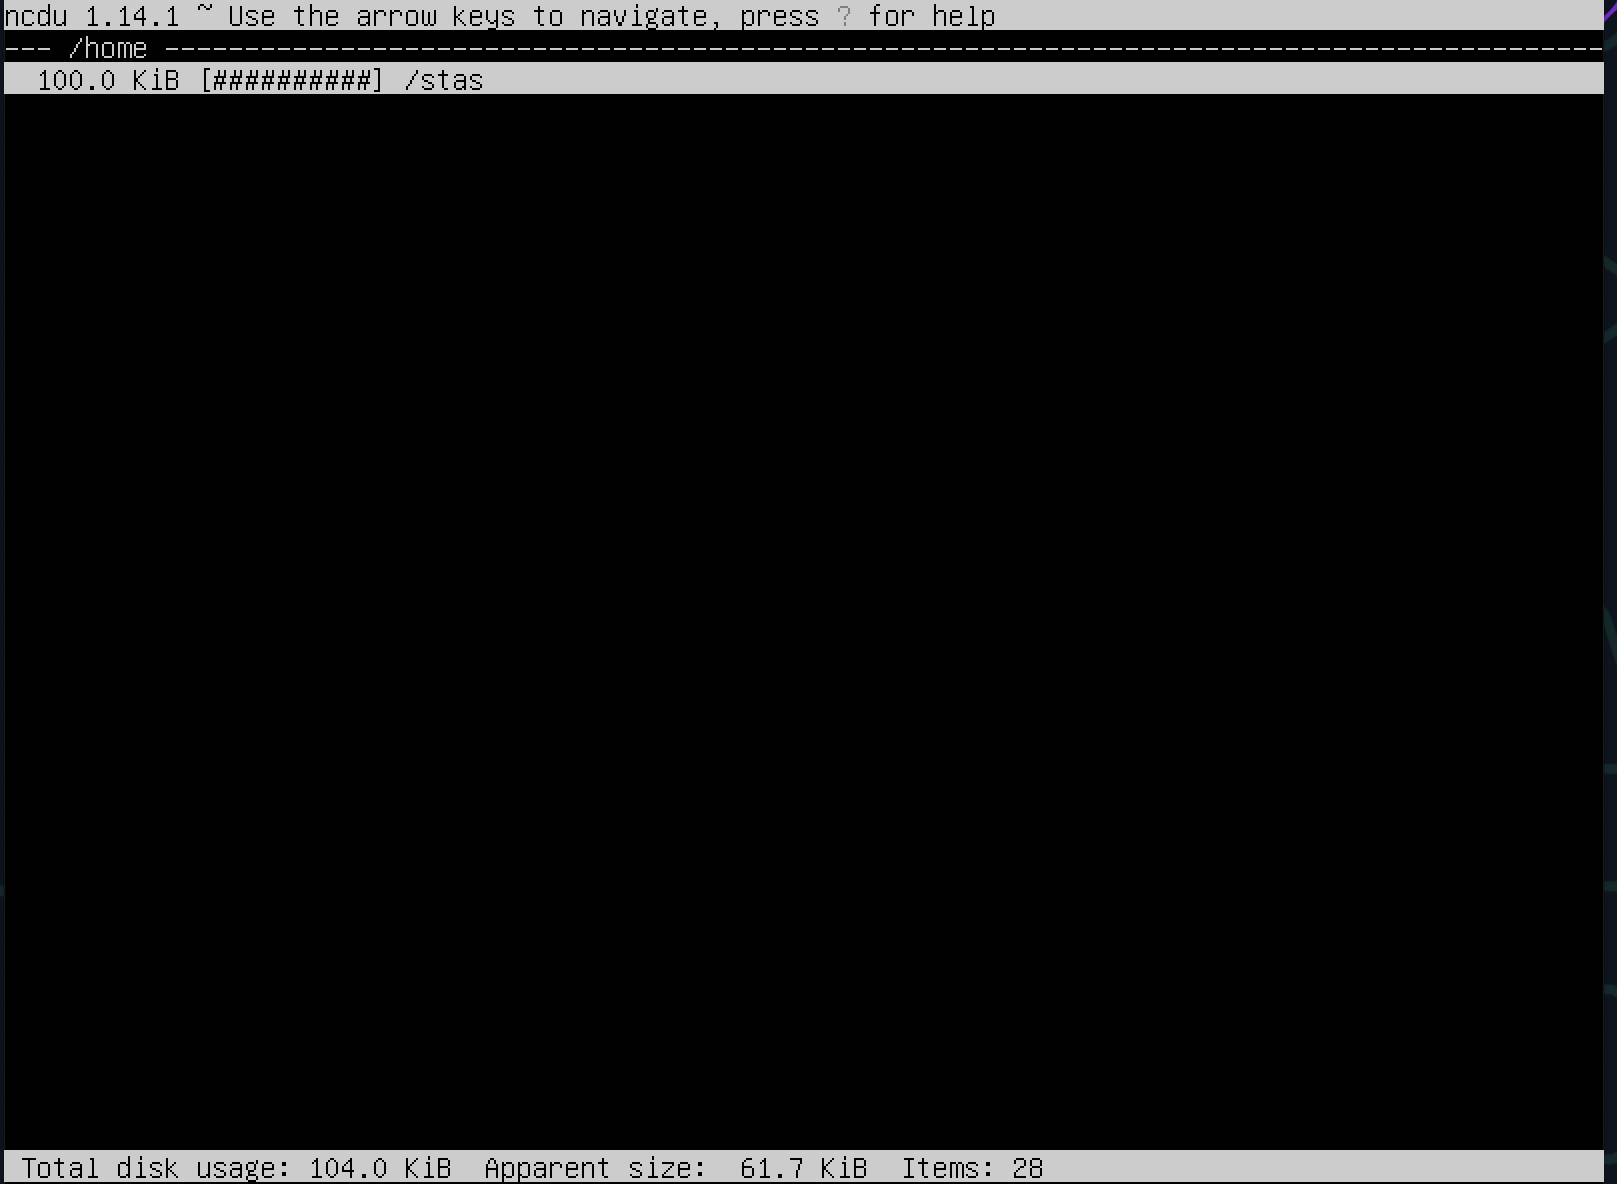 ncdu 1.14.1 ~ Use the arrow keys to navigate, press ? for help
--- /home ------------------------------------------------------------------------------------------
100.0 KiB [##########] /stas
Total disk usage: 104.0 KiB  Apparent size:  61.7 KiB  Items: 28